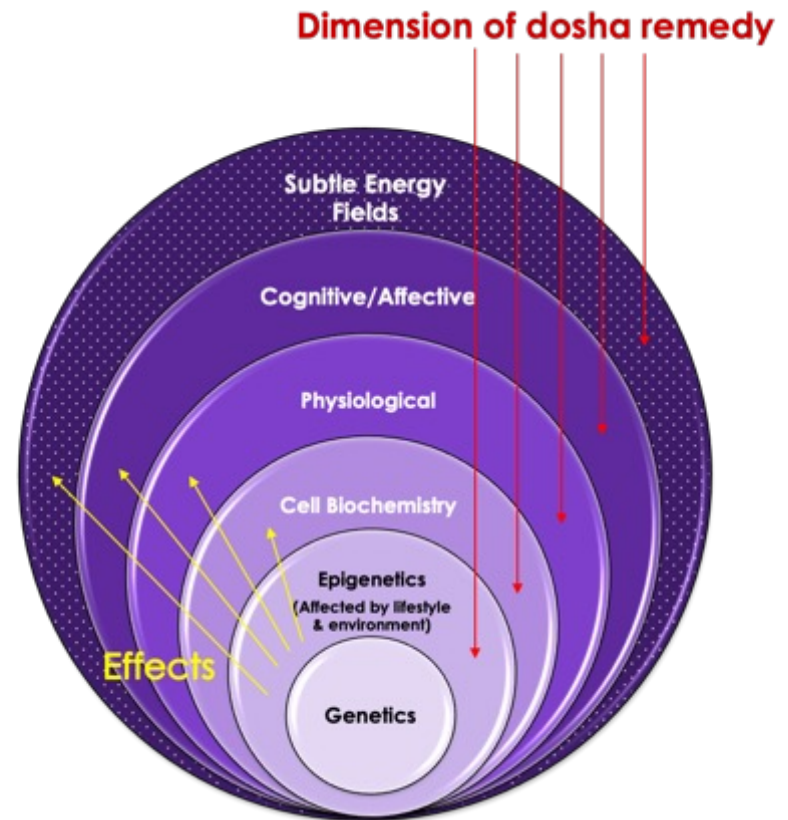 Dimension of dosha remedy
Subtle Energy
Fields
Cognitive/Affective
Physiological
Cell Biochemistry
Epigenetics
(Affected by lifestyle
& environment)
Effects
Genetics